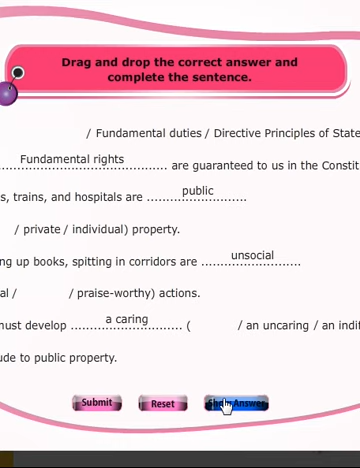 Drag and drop the correct answer and
complete the sentence.
/ Fundamental duties / Directive Principles of State
Fundamental rights
.......................................... are guaranteed to us in the Constit
s, trains, and hospitals are .........................
public
/ private / individual) property.
ng up books, spitting in corridors are .........................
unsocial
al / / praise-worthy) actions.
must develop ............................ ( / an uncaring / an indif
a caring
ude to public property.
Submit Reset Show Answer